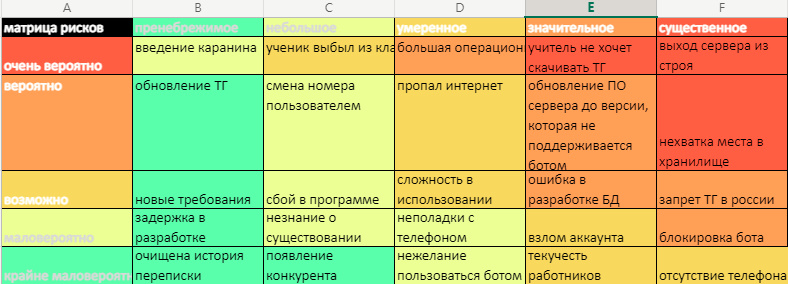 A B C D E F
матрица рисков пренебрежимое небольшое умеренное значительное существенное
очень вероятно введение каранина ученик выбыл из кла большая операцион учитель не хочет скачивать ТГ выход сервера из строя
вероятно обновление ТГ смена номера пользователем пропал интернет обновление ПО сервера до версии, которая не поддерживается ботом нехватка места в хранилище
возможно новые требования сбой в программе сложность в использовании ошибка в разработке БД запрет ТГ в россии
маловероятно задержка в разработке незнание о существовании неполадки с телефоном взлом аккаунта блокировка бота
крайне маловероятн очищена история переписки появление конкурента нежелание пользоваться ботом текучесть работников отсутствие телефона